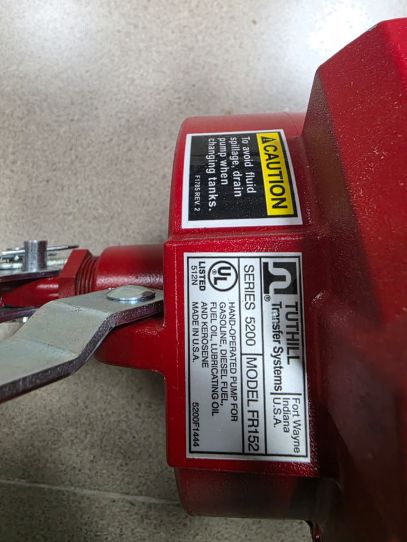 CAUTION
To avoid fluid
spillage, drain
pump when
changing tanks.
F1785 REV. 2
TUTHILL
Transfer Systems
Fort Wayne
Indiana
U.S.A.
®
SERIES 5200 MODEL FR152
UL
®
LISTED
512N
HAND-OPERATED PUMP FOR
GASOLINE, DIESEL FUEL,
FUEL OIL, LUBRICATING OIL
AND KEROSENE
MADE IN U.S.A.
5200F1444